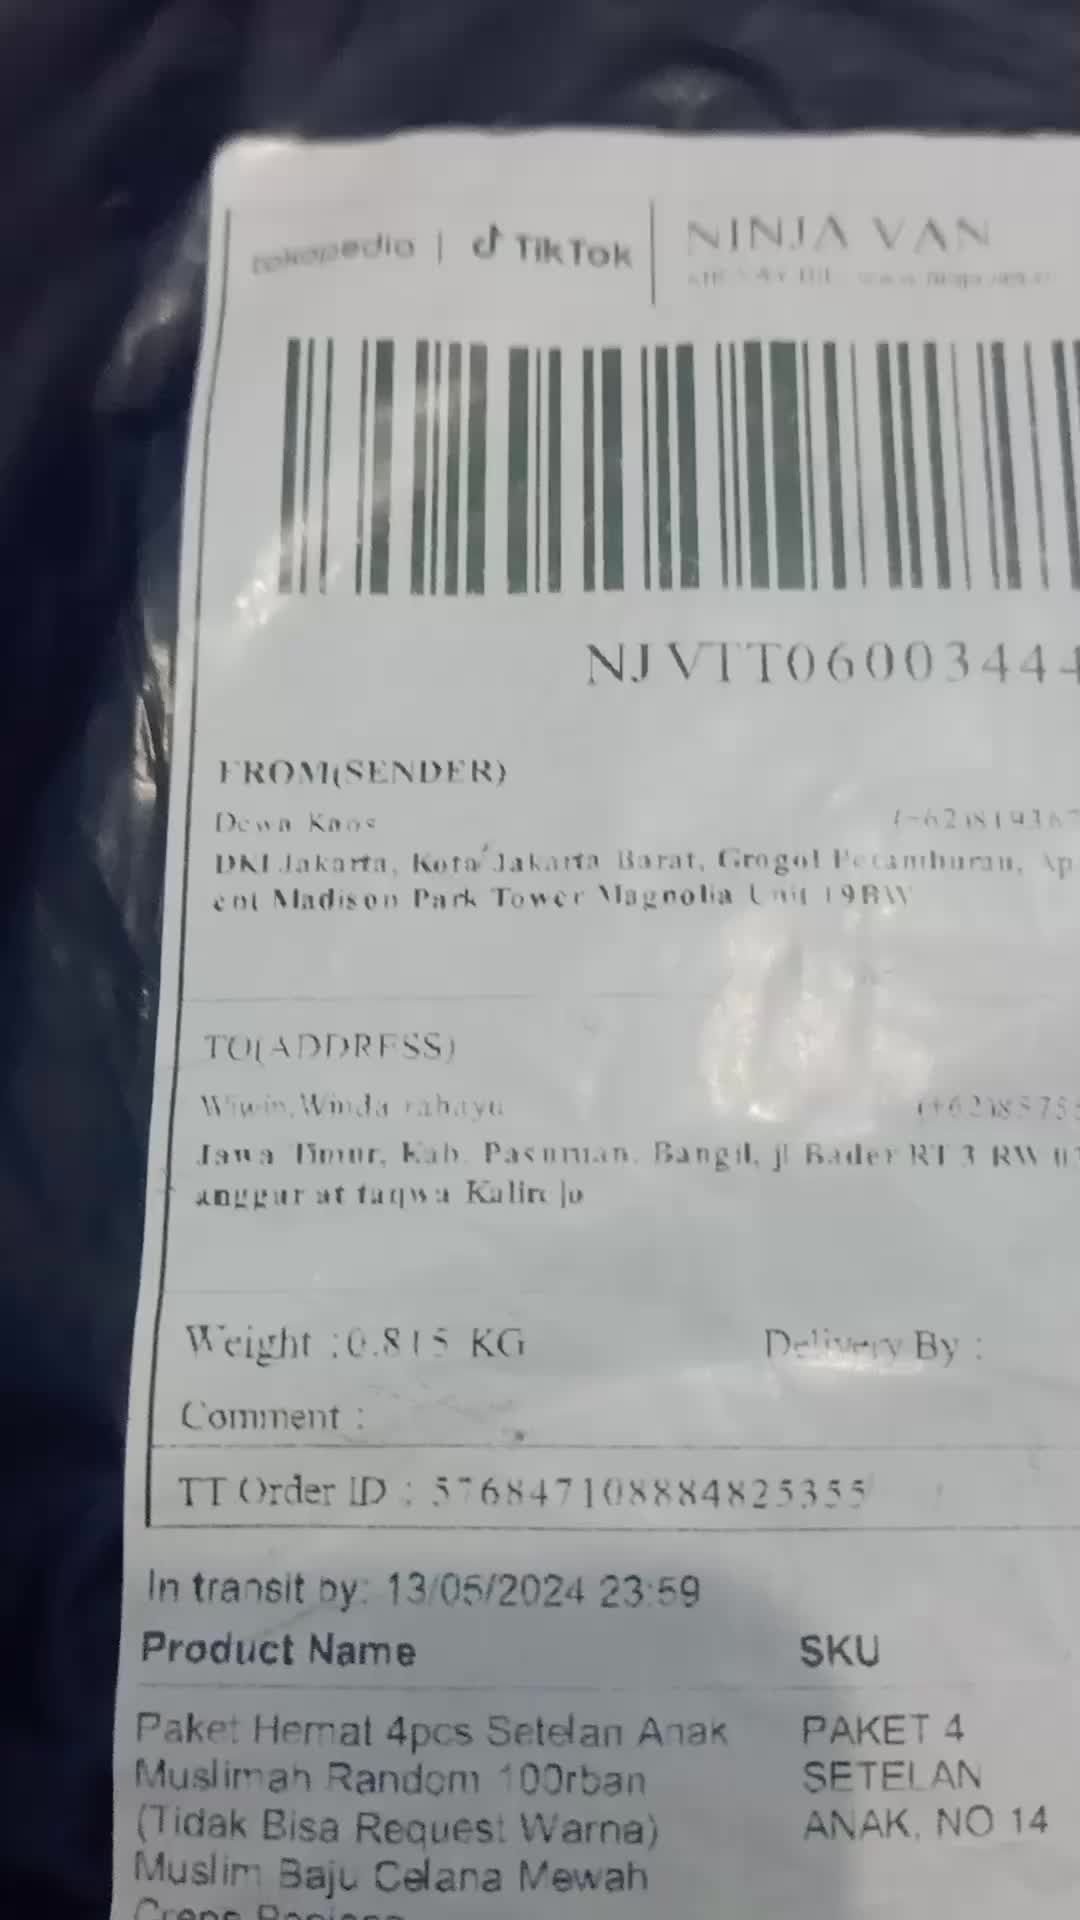 tokopedia | TikTok
NINJA VAN
NJVTT06003444
FROM(SENDER)
Dewa Kaos
DKI Jakarta, Kota Jakarta Barat, Grogol Petamburan, Ap
ent Madison Park Tower Magnolia Unit 19BW
TO(ADDRESS)
Wiwin,Winda rahayu
Jawa Timur, Kab. Pasuruan, Bangil, jl Bader RT 3 RW
anggar at taqwa
Weight :0.815 KG
Delivery By :
Comment :
TT Order ID : 576847108884825355
In transit by: 13/05/2024 23:59
Product Name SKU
Paket Hemat 4pcs Setelan Anak PAKET 4
Muslimah Random 100rban SETELAN
(Tidak Bisa Request Warna) ANAK, NO 14
Muslim Baju Celana Mewah